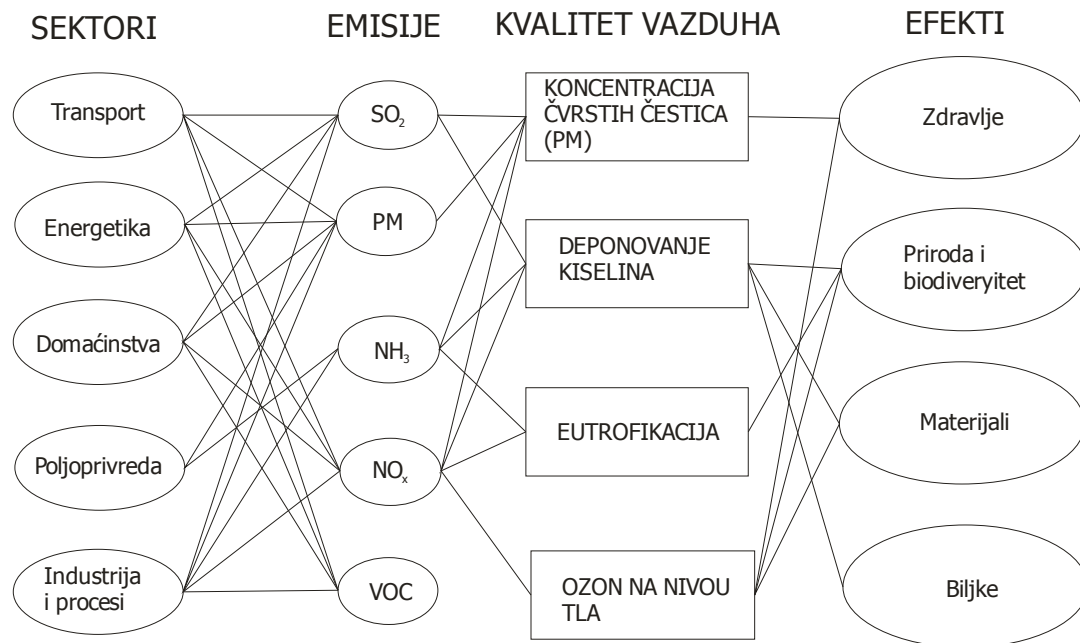 SEKTORI
EMISIJE
KVALITET VAZDUHA
EFEKTI
Transport
Energetika
Domaćinstva
Poljoprivreda
Industrija
i procesi
SO₂
PM
NH₃
NOₓ
VOC
KONCENTRACIJA
ČVRSTIH ČESTICA
(PM)
DEPONOVANJE
KISELINA
EUTROFIKACIJA
OZON NA NIVOU
TLA
Zdravlje
Priroda i
biodiveryitet
Materijali
Biljke